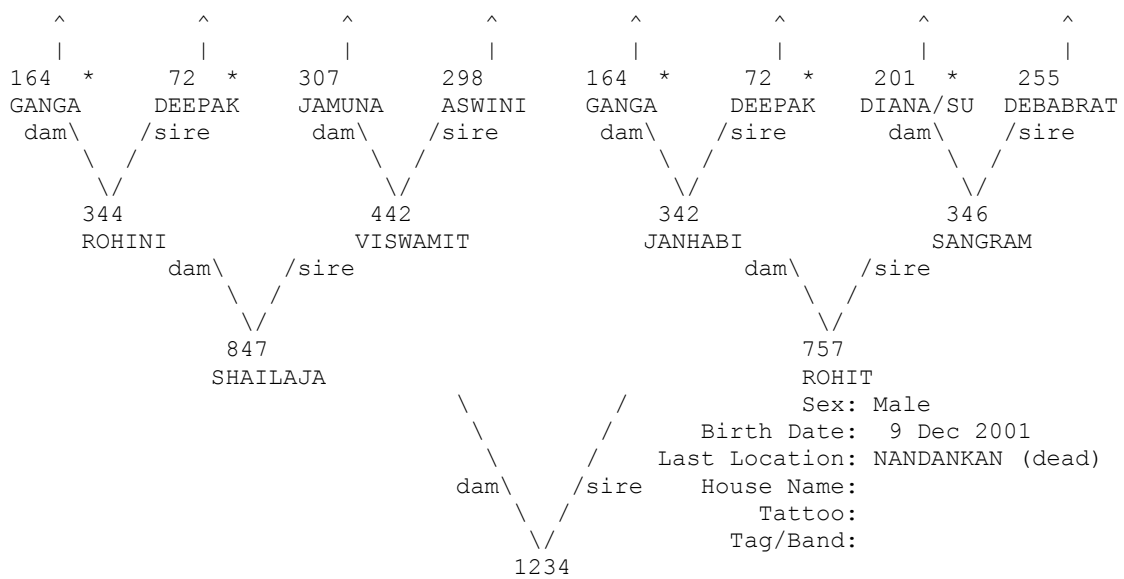 ^ ^ ^ ^ ^ ^ ^ ^
| | | | | | | |
164 * 72 * 307 298 164 * 72 * 201 * 255
GANGA DEEPAK JAMUNA ASWINI GANGA DEEPAK DIANA/SU DEBABRAT
dam\ /sire dam\ /sire dam\ /sire dam\ /sire
\ / \ / \ / \ /
\/ \/ \/ \/
344 442 342 346
ROHINI VISWAMIT JANHABI SANGRAM
dam\ /sire dam\ /sire
\ / \ /
\/ \/
847 757
SHAILAJA ROHIT
\ / Sex: Male
\ / Birth Date: 9 Dec 2001
\ / Last Location: NANDANKAN (dead)
dam\ /sire House Name:
\ / Tattoo:
\/ Tag/Band:
1234